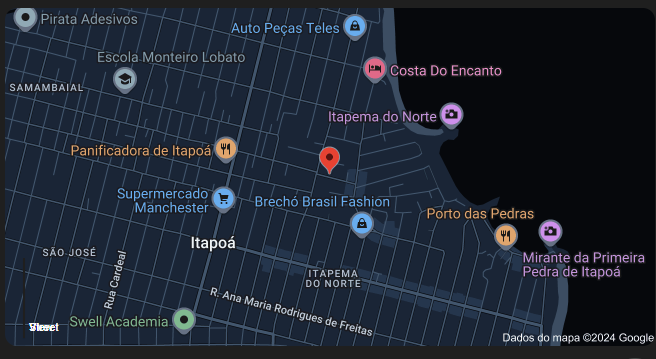 Pirata Adesivos
Auto Peças Teles
Escola Monteiro Lobato
Costa Do Encanto
SAMAMBAIAL
Itapema do Norte
Panificadora de Itapoá
Supermercado
Manchester
Brechó Brasil Fashion
Porto das Pedras
Itapoá
SÃO JOSÉ
Mirante da Primeira
Pedra de Itapoá
ITAPEMA
DO NORTE
Rua Cardeal
R. Ana Maria Rodrigues de Freitas
Swell Academia
Dados do mapa ©2024 Google